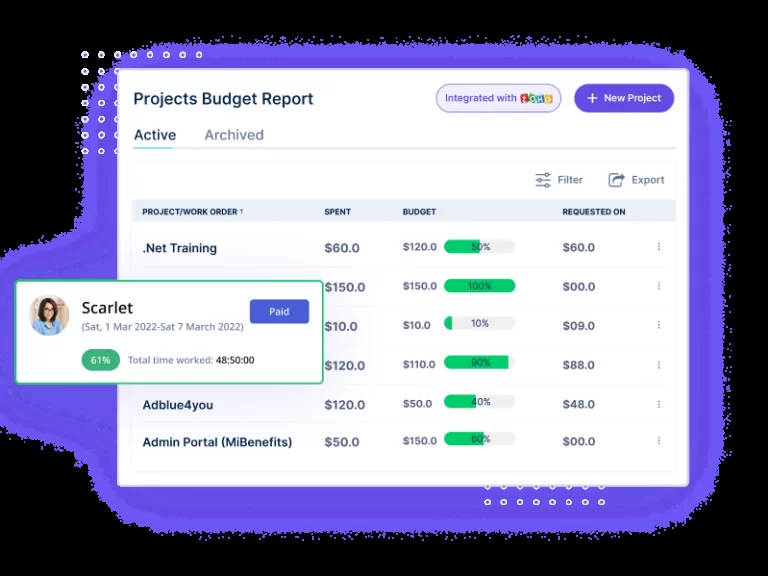 Projects Budget Report
Integrated with ZOHO
+ New Project
Active Archived
Filter Export
PROJECT/WORK ORDER ↑ SPENT BUDGET REQUESTED ON
.Net Training $60.0 $120.0 50% $60.0
$150.0 $150.0 100% $00.0
$10.0 $10.0 10% $09.0
$120.0 $110.0 90% $88.0
Adblue4you $120.0 $50.0 40% $48.0
Admin Portal (MiBenefits) $50.0 $150.0 60% $00.0
Scarlet
Paid
(Sat, 1 Mar 2022-Sat 7 March 2022)
61% Total time worked: 48:50:00